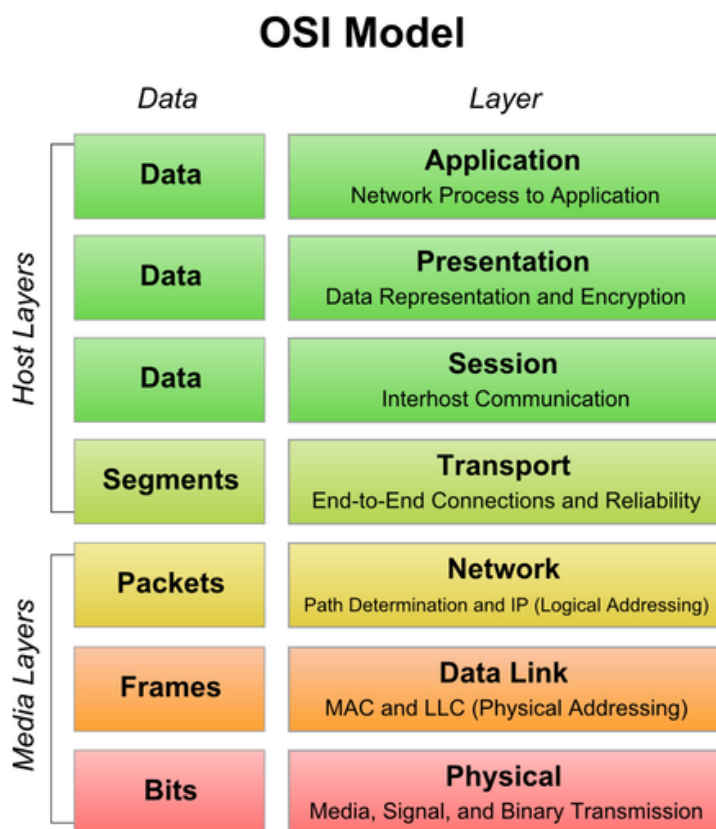 OSI Model
Data
Layer
Host Layers
Data
Application
Network Process to Application
Data
Presentation
Data Representation and Encryption
Data
Session
Interhost Communication
Segments
Transport
End-to-End Connections and Reliability
Media Layers
Packets
Network
Path Determination and IP (Logical Addressing)
Frames
Data Link
MAC and LLC (Physical Addressing)
Bits
Physical
Media, Signal, and Binary Transmission